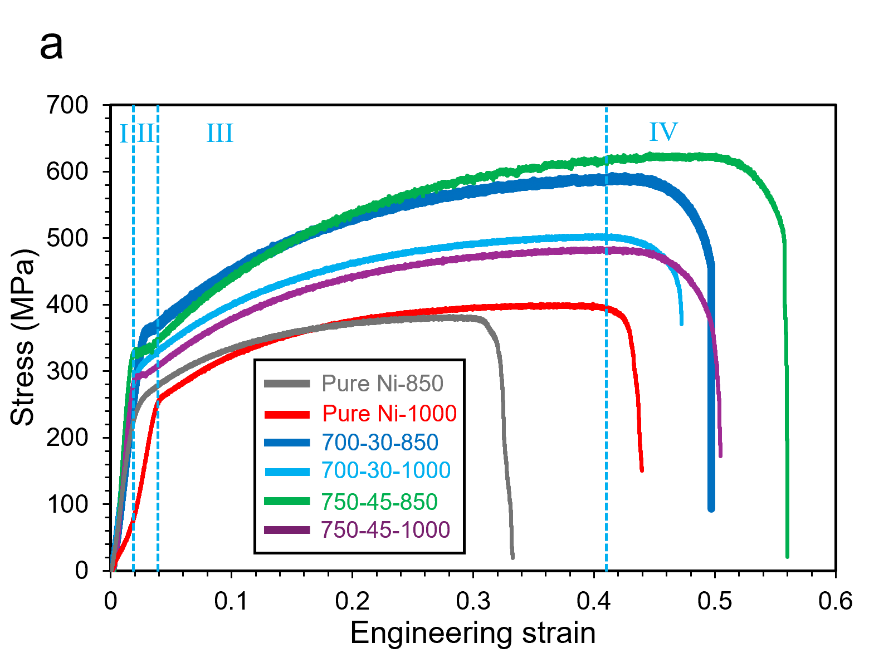 a
700
600
500
400
300
200
100
0
Stress (MPa)
I
II
III
IV
Pure Ni-850
Pure Ni-1000
700-30-850
700-30-1000
750-45-850
750-45-1000
0
0.1
0.2
0.3
0.4
0.5
0.6
Engineering strain